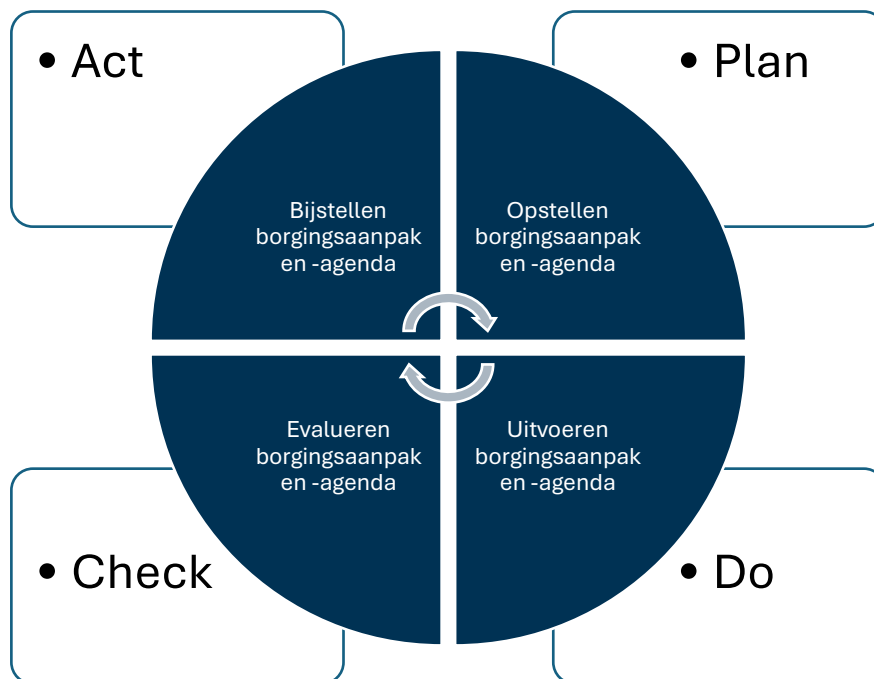 • Act
• Plan
Bijstellen
borgingsaanpak
en -agenda
Opstellen
borgingsaanpak
en -agenda
Evalueren
borgingsaanpak
en -agenda
Uitvoeren
borgingsaanpak
en -agenda
• Check
• Do